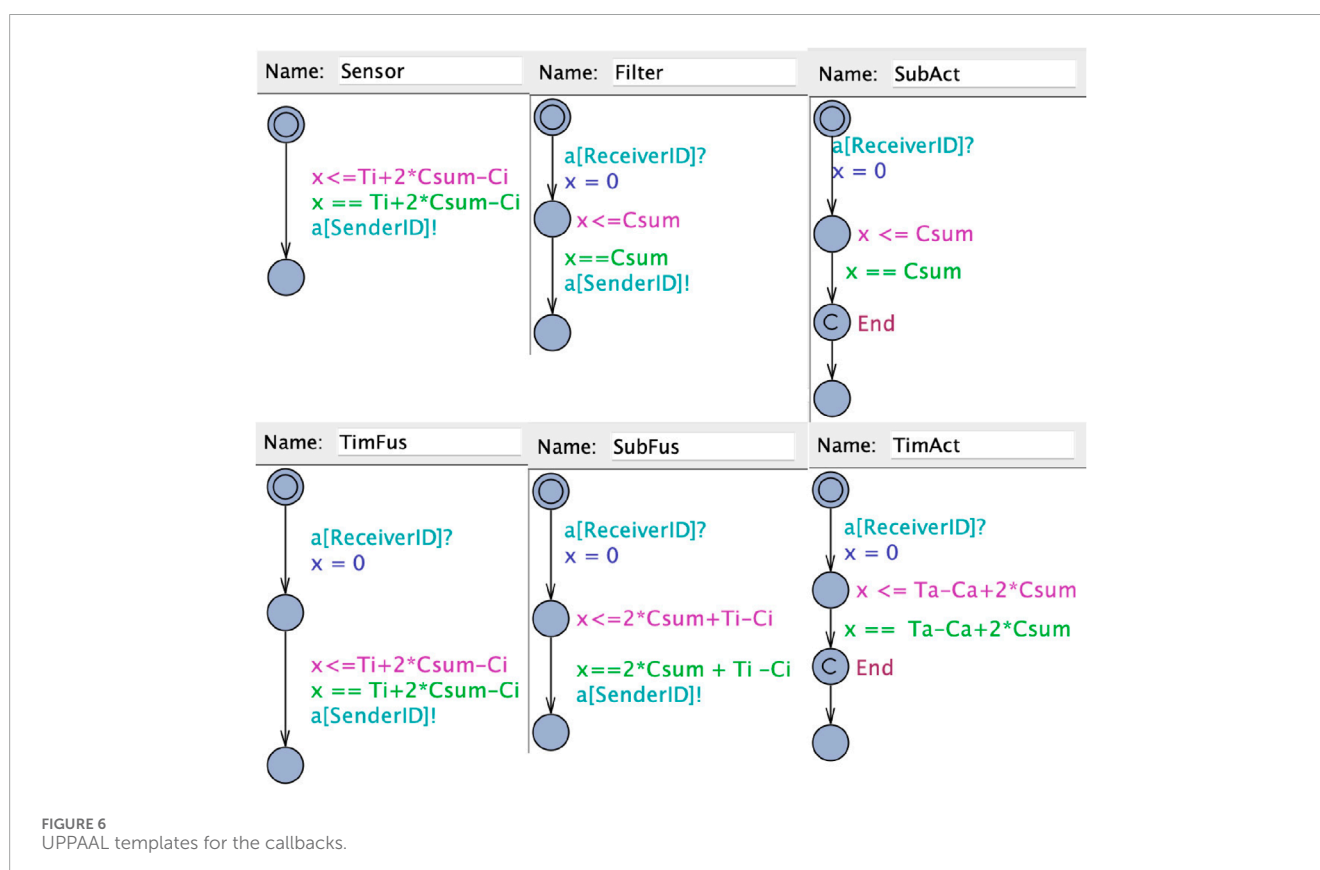 Name: Sensor
x<=Ti+2*Csum-Ci
x == Ti+2*Csum-Ci
a[SenderID]!
Name: Filter
a[ReceiverID]?
x = 0
x<=Csum
x==Csum
a[SenderID]!
Name: SubAct
a[ReceiverID]?
x = 0
x <= Csum
x == Csum
C End
Name: TimFus
a[ReceiverID]?
x = 0
x<=Ti+2*Csum-Ci
x == Ti+2*Csum-Ci
a[SenderID]!
Name: SubFus
a[ReceiverID]?
x = 0
x<=2*Csum+Ti-Ci
x==2*Csum + Ti -Ci
a[SenderID]!
Name: TimAct
a[ReceiverID]?
x = 0
x <= Ta-Ca+2*Csum
x == Ta-Ca+2*Csum
C End
FIGURE 6
UPPAAL templates for the callbacks.